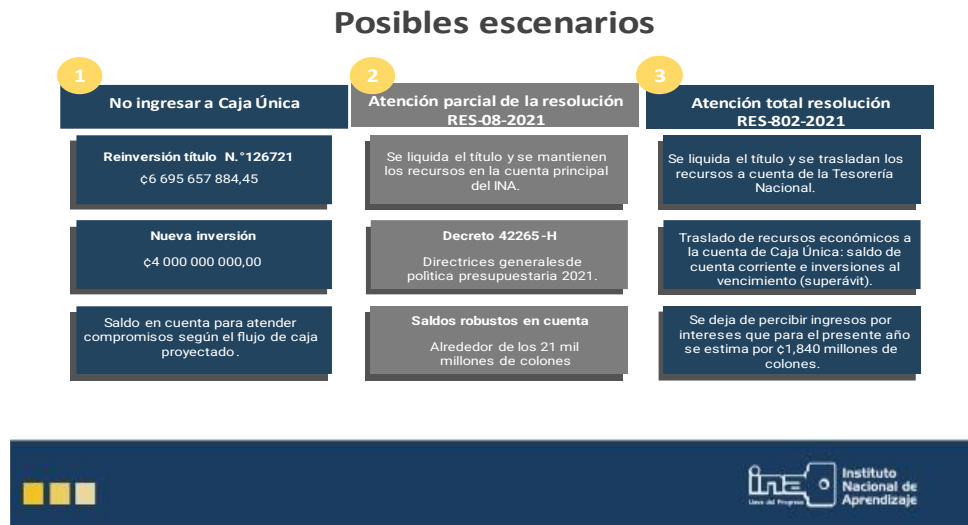 Posibles escenarios
1
No ingresar a Caja Única
Reinversión título N.°126721
¢6 695 657 884,45
Nueva inversión
¢4 000 000 000,00
Saldo en cuenta para atender
compromisos según el flujo de caja
proyectado.
2
Atención parcial de la resolución
RES-08-2021
Se liquida el título y se mantienen
los recursos en la cuenta principal
del INA.
Decreto 42265-H
Directrices generalesde
polìtica presupuestaria 2021.
Saldos robustos en cuenta
Alrededor de los 21 mil
millones de colones
3
Atención total resolución
RES-802-2021
Se liquida el título y se trasladan los
recursos a cuenta de la Tesorería
Nacional.
Traslado de recursos económicos a
la cuenta de Caja Única: saldo de
cuenta corriente e inversiones al
vencimiento (superávit).
Se deja de percibir ingresos por
intereses que para el presente año
se estima por ¢1,840 millones de
colones.
ina
Llave del Progreso
Instituto
Nacional de
Aprendizaje